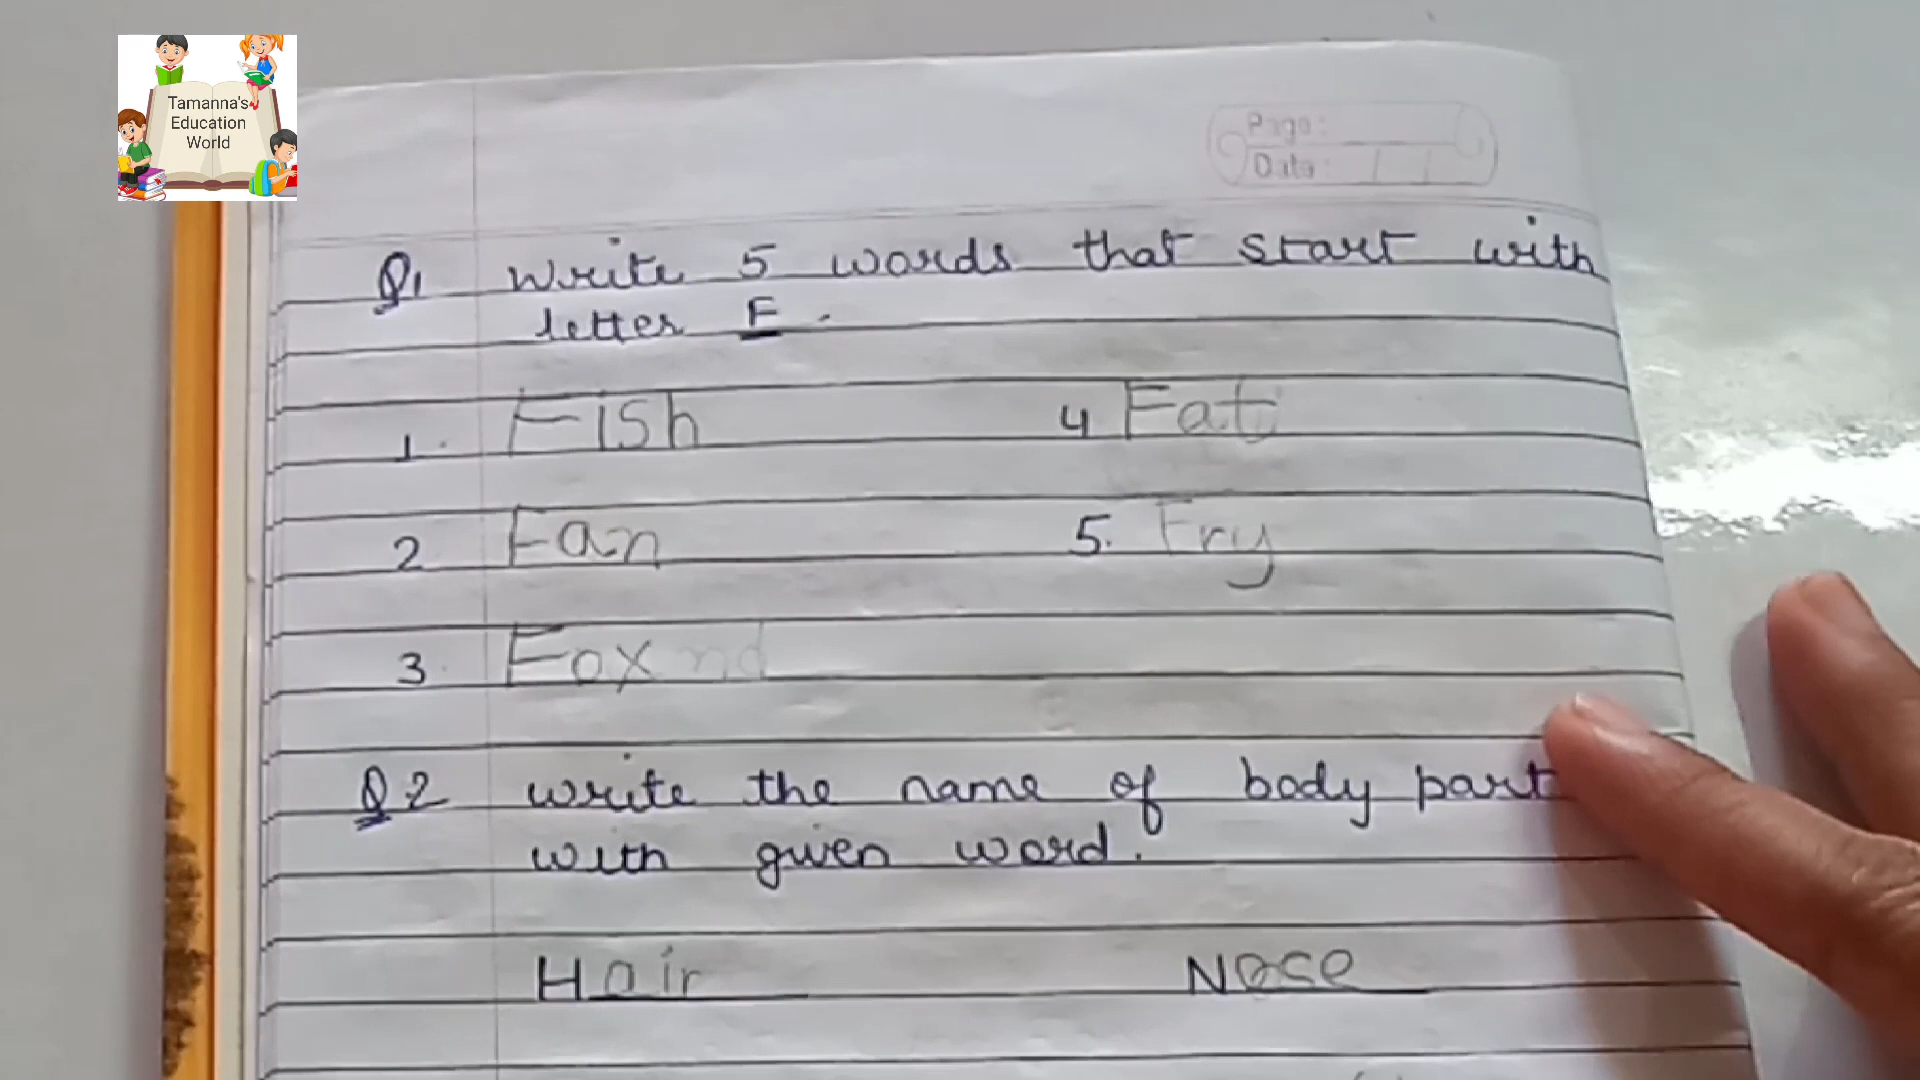 Tamanna's
Education
World
Page:
Date:
Q1 Write 5 words that start with
letter F.
1. Fish 4 Fat
2 Fan 5. Fry
3. Fox
Q2 write the name of body part
with given word.
Hair Nose